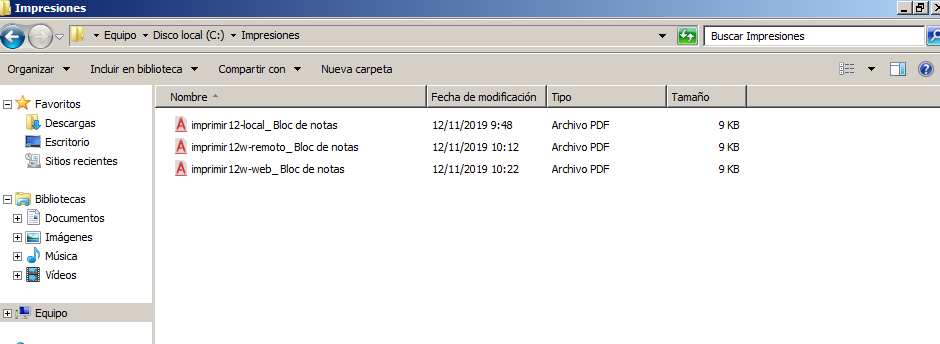 Impresiones
Equipo Disco local (C:) Impresiones Buscar Impresiones
Organizar Incluir en biblioteca Compartir con Nueva carpeta
Favoritos
Descargas
Escritorio
Sitios recientes
Bibliotecas
Documentos
Imágenes
Música
Vídeos
Equipo
Nombre Fecha de modificación Tipo Tamaño
imprimir12-local_ Bloc de notas 12/11/2019 9:48 Archivo PDF 9 KB
imprimir12w-remoto_ Bloc de notas 12/11/2019 10:12 Archivo PDF 9 KB
imprimir12w-web_ Bloc de notas 12/11/2019 10:22 Archivo PDF 9 KB